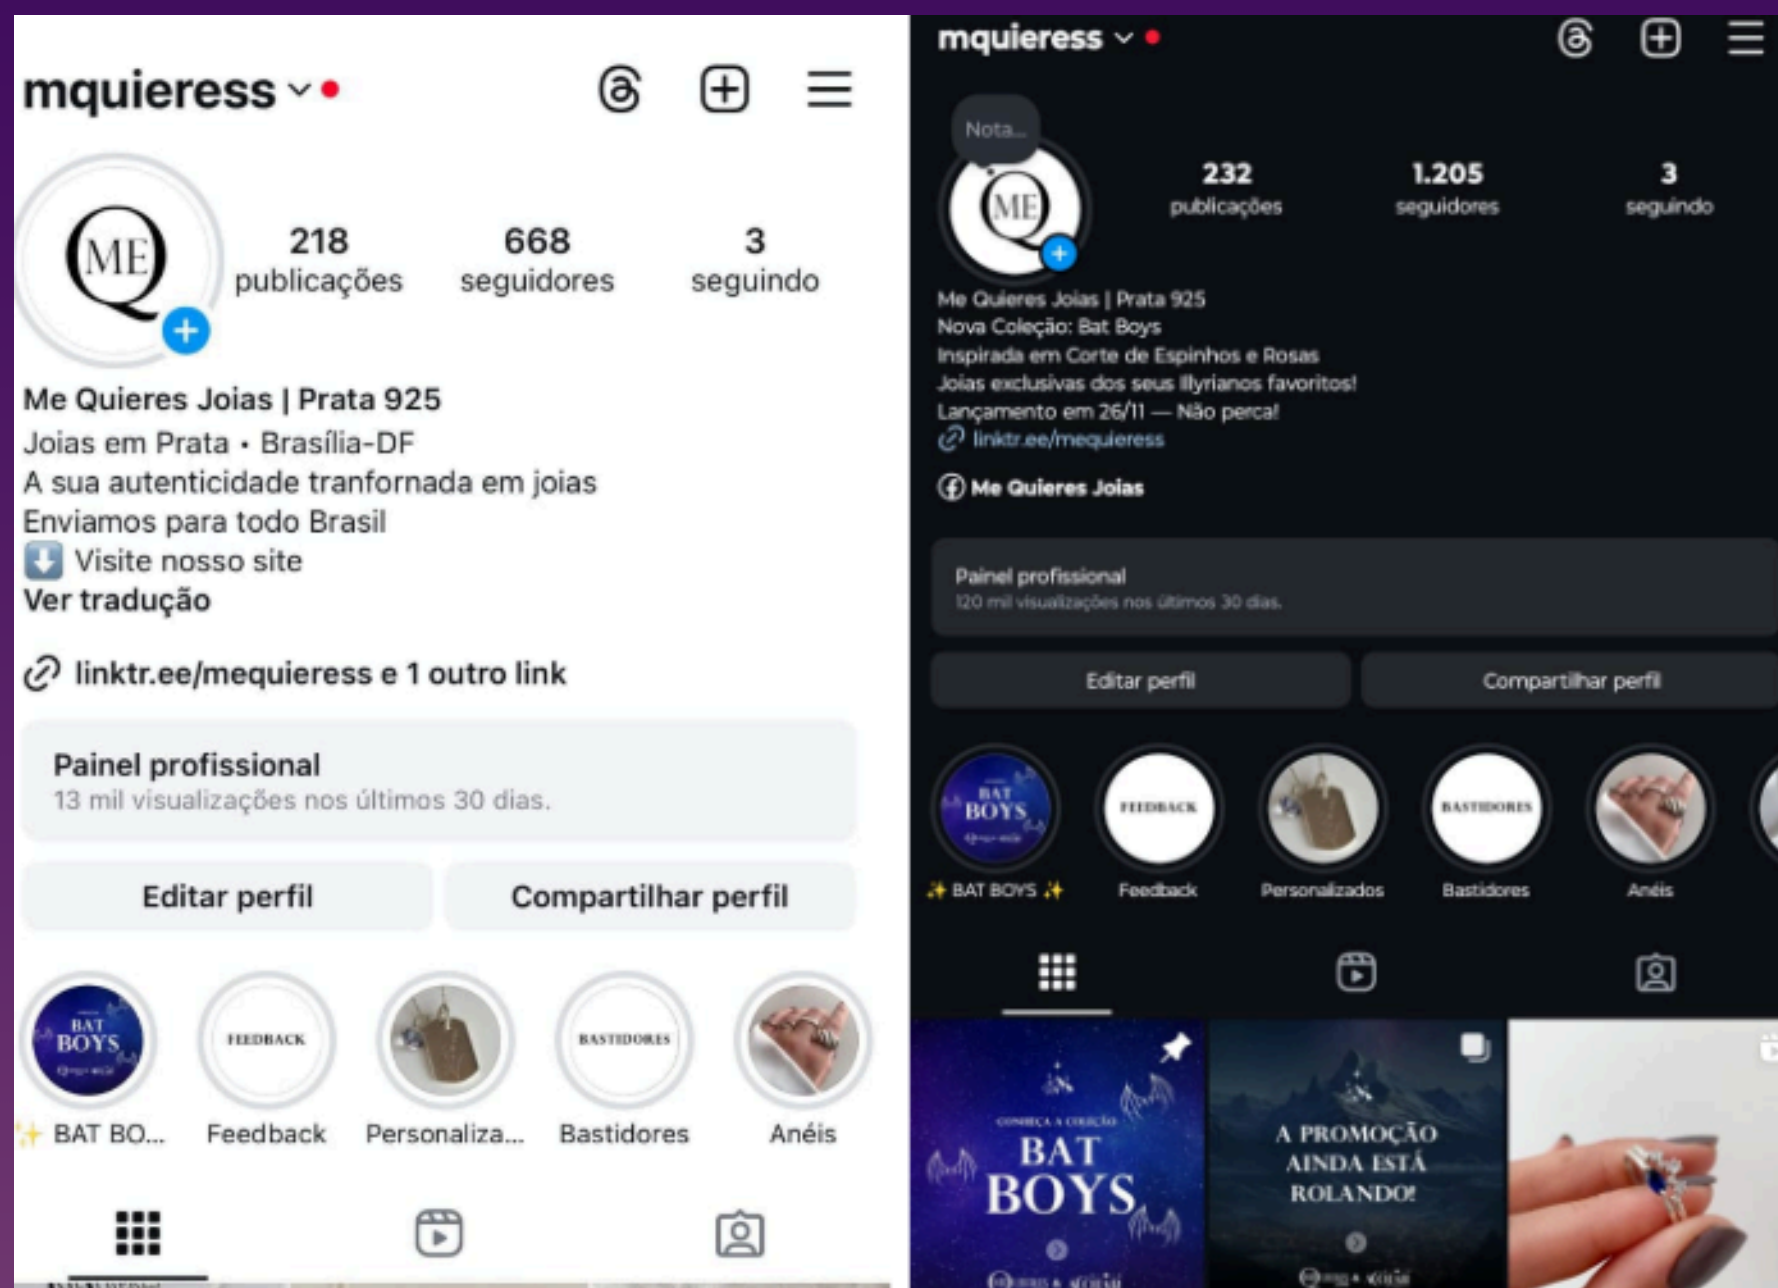 mquieress
ME
218 668 3
publicações seguidores seguindo
Me Quieres Joias | Prata 925
Joias em Prata • Brasília-DF
A sua autenticidade tranfornada em joias
Enviamos para todo Brasil
⬇️ Visite nosso site
Ver tradução
linktr.ee/mequieress e 1 outro link
Painel profissional
13 mil visualizações nos últimos 30 dias.
Editar perfil Compartilhar perfil
BAT
BOYS
FEEDBACK
BASTIDORES
✨ BAT BO... Feedback Personaliza... Bastidores Anéis
mquieress
Nota...
ME
232 1.205 3
publicações seguidores seguindo
Me Quieres Joias | Prata 925
Nova Coleção: Bat Boys
Inspirada em Corte de Espinhos e Rosas
Joias exclusivas dos seus Illyrianos favoritos!
Lançamento em 26/11 — Não perca!
linktr.ee/mequieress
Me Quieres Joias
Painel profissional
120 mil visualizações nos últimos 30 dias.
Editar perfil Compartilhar perfil
BAT
BOYS
FEEDBACK
BASTIDORES
✨ BAT BOYS ✨ Feedback Personalizados Bastidores Anéis
CONHEÇA A COLEÇÃO
BAT
BOYS
A PROMOÇÃO
AINDA ESTÁ
ROLANDO!